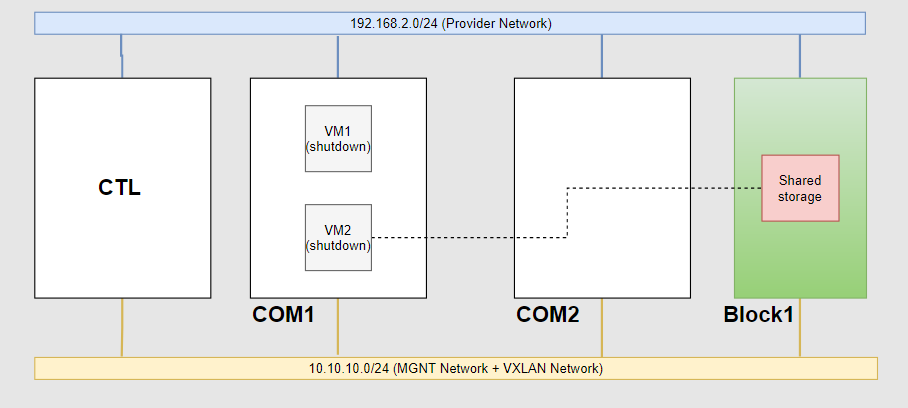 192.168.2.0/24 (Provider Network)
CTL
VM1
(shutdown)
VM2
(shutdown)
Shared
storage
COM1
COM2
Block1
10.10.10.0/24 (MGNT Network + VXLAN Network)